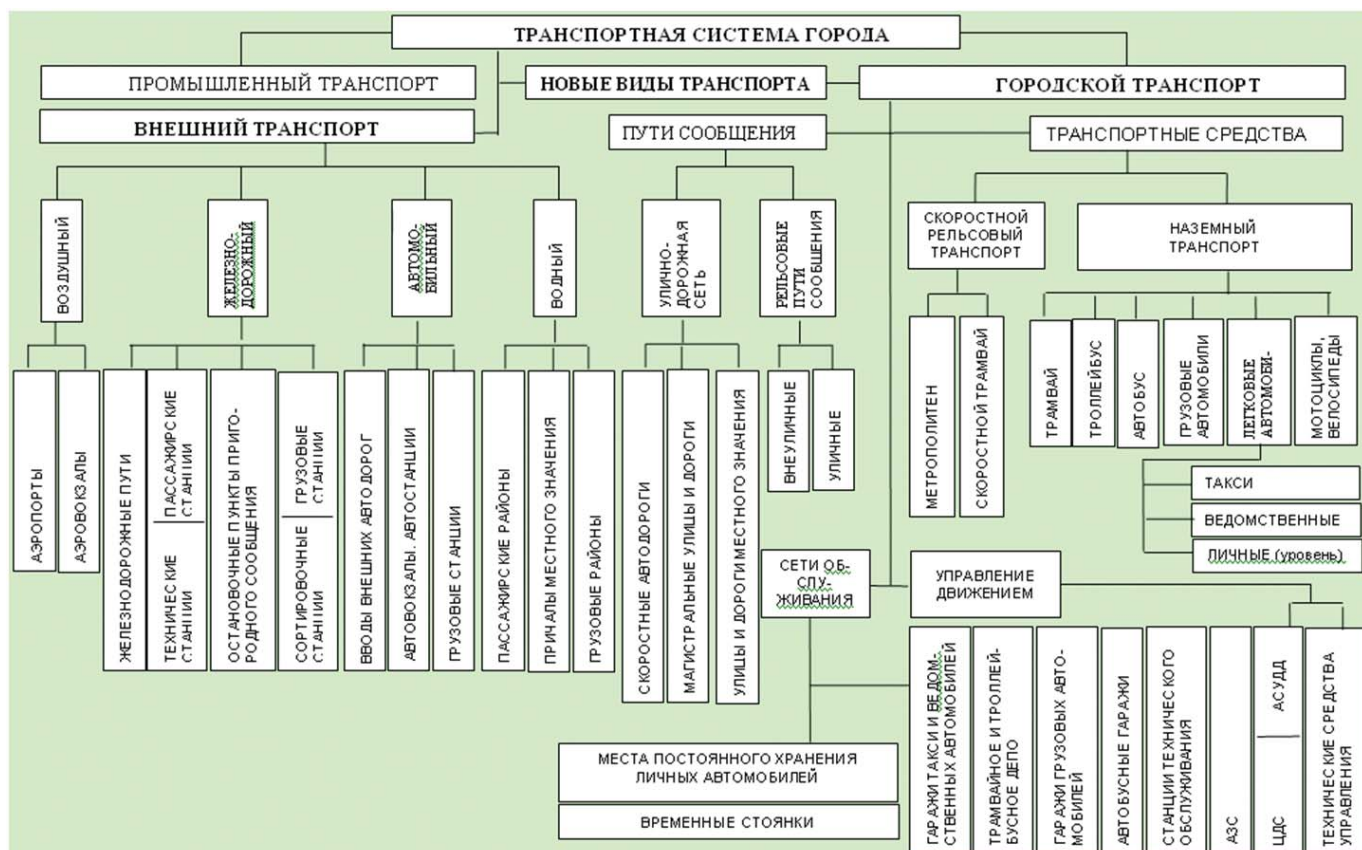 ТРАНСПОРТНАЯ СИСТЕМА ГОРОДА
ПРОМЫШЛЕННЫЙ ТРАНСПОРТ
НОВЫЕ ВИДЫ ТРАНСПОРТА
ГОРОДСКОЙ ТРАНСПОРТ
ВНЕШНИЙ ТРАНСПОРТ
ПУТИ СООБЩЕНИЯ
ТРАНСПОРТНЫЕ СРЕДСТВА
ВОЗДУШНЫЙ
ЖЕЛЕЗНО-
ДОРОЖНЫЙ
АВТОМО-
БИЛЬНЫЙ
ВОДНЫЙ
УЛИЧНО-
ДОРОЖНАЯ
СЕТЬ
РЕЛЬСОВЫЕ
ПУТИ
СООБЩЕНИЯ
СКОРОСТНОЙ
РЕЛЬСОВЫЙ
ТРАНСПОРТ
НАЗЕМНЫЙ
ТРАНСПОРТ
АЭРОПОРТЫ
АЭРОВОКЗАЛЫ
ЖЕЛЕЗНОДОРОЖНЫЕ ПУТИ
ПАССАЖИРСКИЕ
СТАНЦИИ
ТЕХНИЧЕСКИЕ
СТАНЦИИ
ОСТАНОВОЧНЫЕ ПУНКТЫ ПРИГО-
РОДНОГО СООБЩЕНИЯ
ГРУЗОВЫЕ
СТАНЦИИ
СОРТИРОВОЧНЫЕ
СТАНЦИИ
ВВОДЫ ВНЕШНИХ АВТОДОРОГ
АВТОВОКЗАЛЫ. АВТОСТАНЦИИ
ГРУЗОВЫЕ СТАНЦИИ
ПАССАЖИРСКИЕ РАЙОНЫ
ПРИЧАЛЫ МЕСТНОГО ЗНАЧЕНИЯ
ГРУЗОВЫЕ РАЙОНЫ
СКОРОСТНЫЕ АВТОДОРОГИ
МАГИСТРАЛЬНЫЕ УЛИЦЫ И ДОРОГИ
УЛИЦЫ И ДОРОГИ МЕСТНОГО ЗНАЧЕНИЯ
ВНЕУЛИЧНЫЕ
УЛИЧНЫЕ
МЕТРОПОЛИТЕН
СКОРОСТНОЙ ТРАМВАЙ
ТРАМВАЙ
ТРОЛЛЕЙБУС
АВТОБУС
ГРУЗОВЫЕ
АВТОМОБИЛИ
ЛЕГКОВЫЕ
АВТОМОБИ-
МОТОЦИКЛЫ,
ВЕЛОСИПЕДЫ
ТАКСИ
ВЕДОМСТВЕННЫЕ
ЛИЧНЫЕ (уровень)
СЕТИ ОБ-
СЛУ-
ЖИВАНИЯ
УПРАВЛЕНИЕ
ДВИЖЕНИЕМ
МЕСТА ПОСТОЯННОГО ХРАНЕНИЯ
ЛИЧНЫХ АВТОМОБИЛЕЙ
ВРЕМЕННЫЕ СТОЯНКИ
ГАРАЖИ ТАКСИ И ВЕДОМ-
СТВЕННЫХ АВТОМОБИЛЕЙ
ТРАМВАЙНОЕ И ТРОЛЛЕЙ-
БУСНОЕ ДЕПО
ГАРАЖИ ГРУЗОВЫХ АВТО-
МОБИЛЕЙ
АВТОБУСНЫЕ ГАРАЖИ
СТАНЦИИ ТЕХНИЧЕСКОГО
ОБСЛУЖИВАНИЯ
АЗС
АСУДД
ЦДС
ТЕХНИЧЕСКИЕ СРЕДСТВА
УПРАВЛЕНИЯ